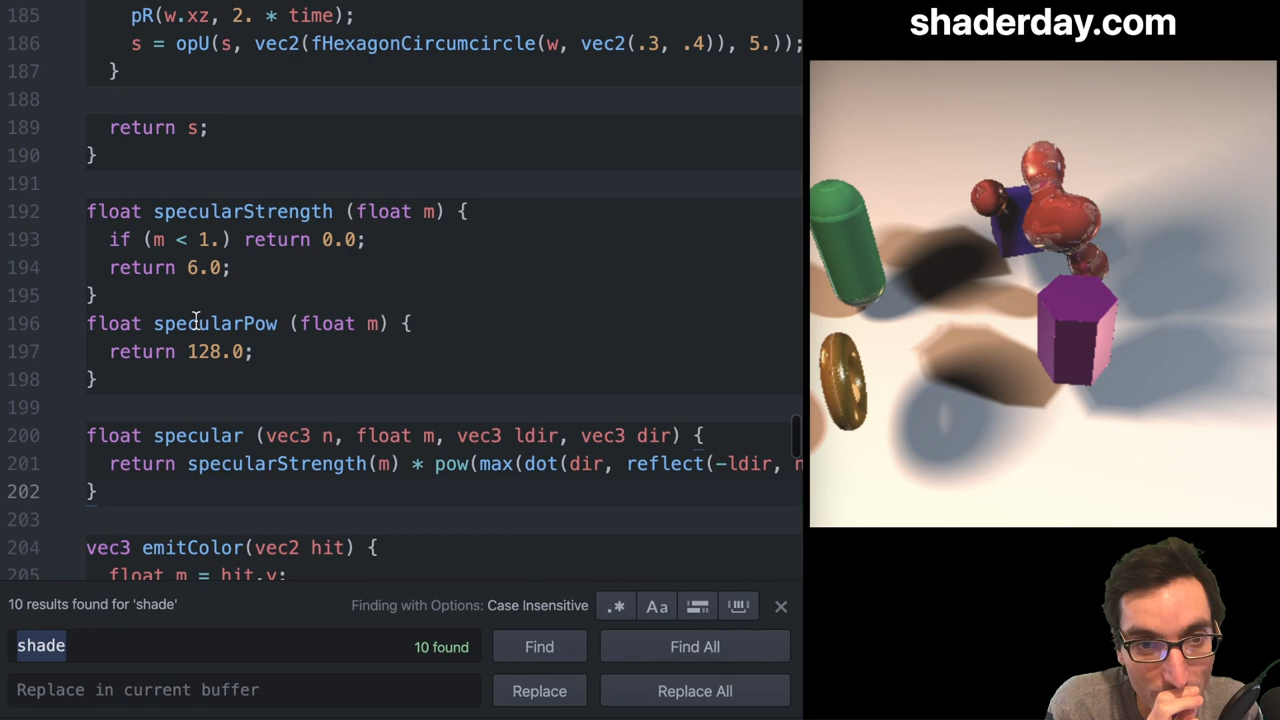 185 pR(w.xz, 2. * time);
186 s = opU(s, vec2(fHexagonCircumcircle(w, vec2(.3, .4)), 5.));
187 }
188
189 return s;
190 }
191
192 float specularStrength (float m) {
193 if (m < 1.) return 0.0;
194 return 6.0;
195 }
196 float specularPow (float m) {
197 return 128.0;
198 }
199
200 float specular (vec3 n, float m, vec3 ldir, vec3 dir) {
201 return specularStrength(m) * pow(max(dot(dir, reflect(-ldir, n
202 }
203
204 vec3 emitColor(vec2 hit) {
205 float m = hit.y;
10 results found for 'shade'
Finding with Options: Case Insensitive
.* Aa
shade
10 found
Find
Find All
Replace in current buffer
Replace
Replace All
shaderday.com